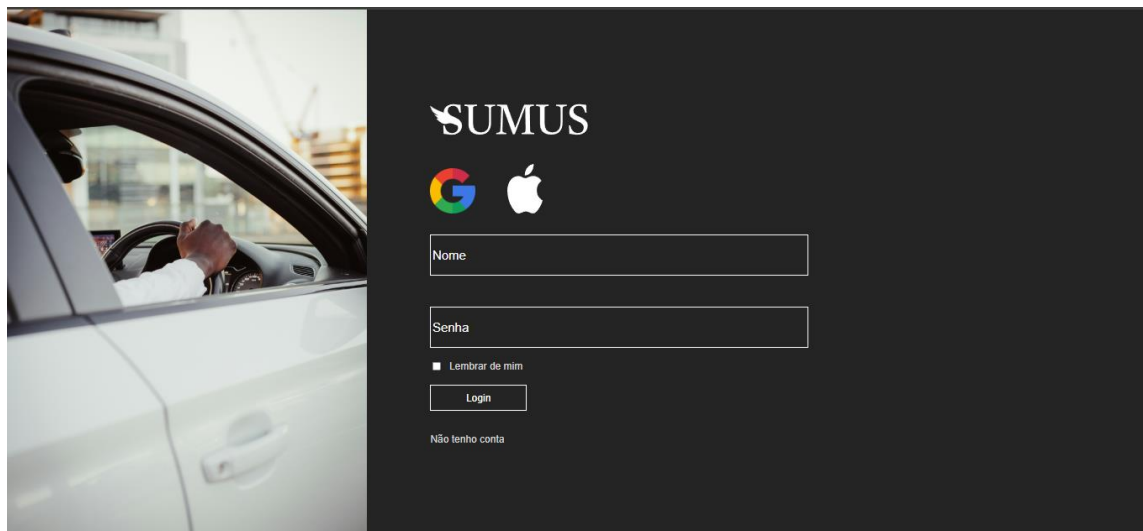 SUMUS
Nome
Senha
Lembrar de mim
Login
Não tenho conta